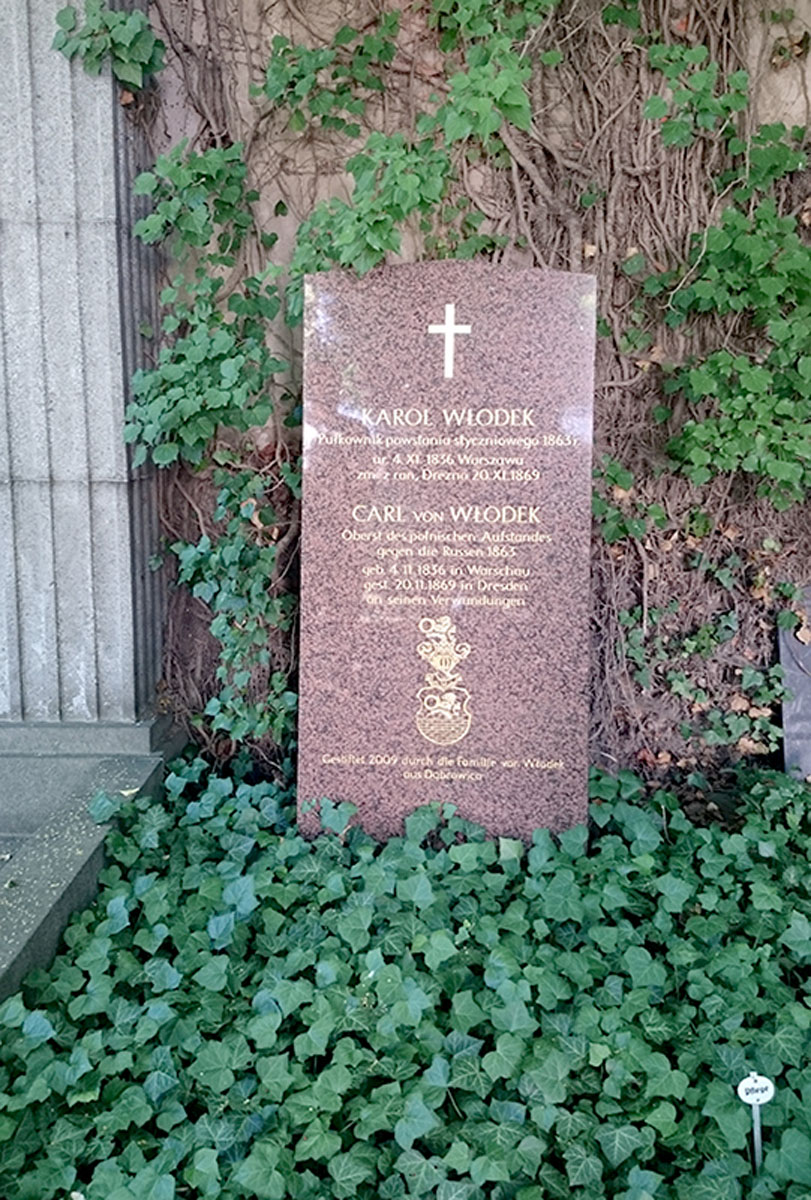 KAROL WŁODEK
Pułkownik powstania styczniowego 1863 r.
ur. 4. XI. 1836 Warszawa
zm. z ran, Drezno 20. XI. 1869
CARL VON WŁODEK
Oberst des polnischen Aufstandes
gegen die Russen 1863
geb. 4.11.1836 in Warschau
gest. 20.11.1869 in Dresden
an seinen Verwundungen
Gestiftet 2009 durch die Familie von Włodek
aus Dąbrowica
Pflege